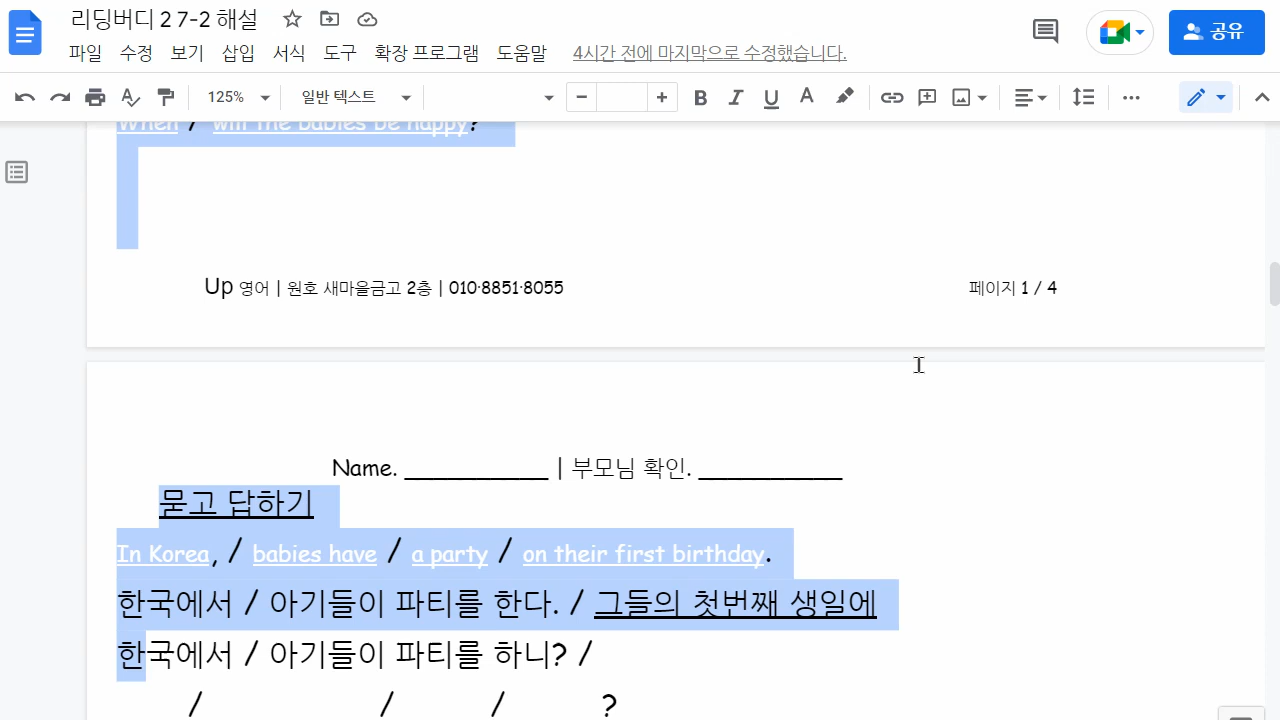 리딩버디 2 7-2 해설
파일 수정 보기 삽입 서식 도구 확장 프로그램 도움말 4시간 전에 마지막으로 수정했습니다.
공유
125% 일반 텍스트
When / will the babies be happy?
Up 영어 | 원호 새마을금고 2층 | 010·8851·8055 페이지 1 / 4
Name. __________ | 부모님 확인. __________
묻고 답하기
In Korea, / babies have / a party / on their first birthday.
한국에서 / 아기들이 파티를 한다. / 그들의 첫번째 생일에
한국에서 / 아기들이 파티를 하니? /
/ / / ?